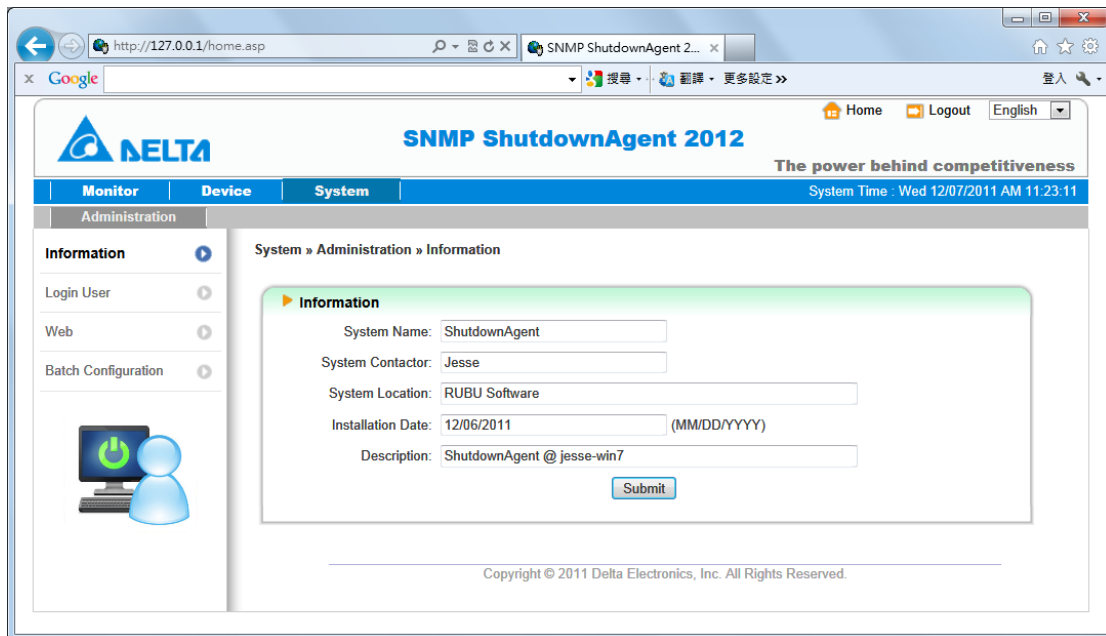 http://127.0.0.1/home.asp
SNMP ShutdownAgent 2...
x Google 搜尋 翻譯 更多設定 » 登入
Home Logout English
DELTA
SNMP ShutdownAgent 2012
The power behind competitiveness
Monitor Device System System Time : Wed 12/07/2011 AM 11:23:11
Administration
Information
Login User
Web
Batch Configuration
System » Administration » Information
Information
System Name: ShutdownAgent
System Contactor: Jesse
System Location: RUBU Software
Installation Date: 12/06/2011 (MM/DD/YYYY)
Description: ShutdownAgent @ jesse-win7
Submit
Copyright © 2011 Delta Electronics, Inc. All Rights Reserved.